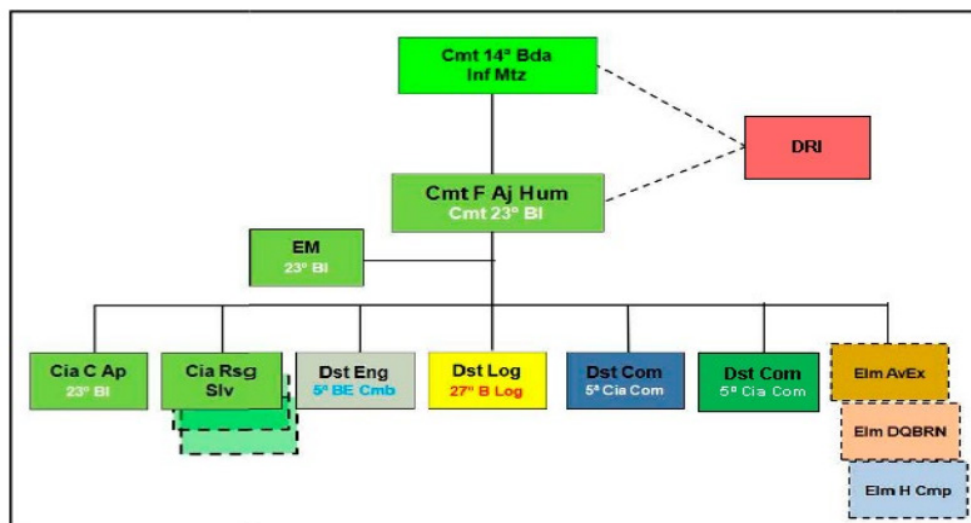 Cmt 14ª Bda
Inf Mtz
DRI
Cmt F Aj Hum
Cmt 23º BI
EM
23º BI
Cia C Ap
23º BI
Cia Rsg
Slv
Dst Eng
5º BE Cmb
Dst Log
27º B Log
Dst Com
5ª Cia Com
Dst Com
5ª Cia Com
Elm AvEx
Elm DQBRN
Elm H Cmp